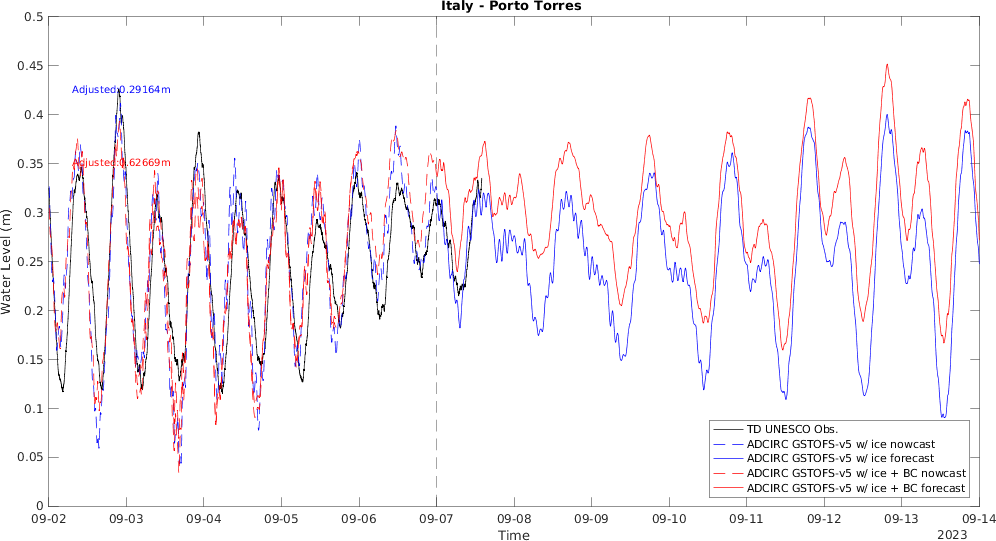 Italy - Porto Torres
0.5
0.45
0.4
0.35
0.3
0.25
0.2
0.15
0.1
0.05
0
Water Level (m)
Adjusted:0.29164m
Adjusted:0.62669m
TD UNESCO Obs.
ADCIRC GSTOFS-v5 w/ ice nowcast
ADCIRC GSTOFS-v5 w/ ice forecast
ADCIRC GSTOFS-v5 w/ ice + BC nowcast
ADCIRC GSTOFS-v5 w/ ice + BC forecast
09-02 09-03 09-04 09-05 09-06 09-07 09-08 09-09 09-10 09-11 09-12 09-13 09-14
Time
2023